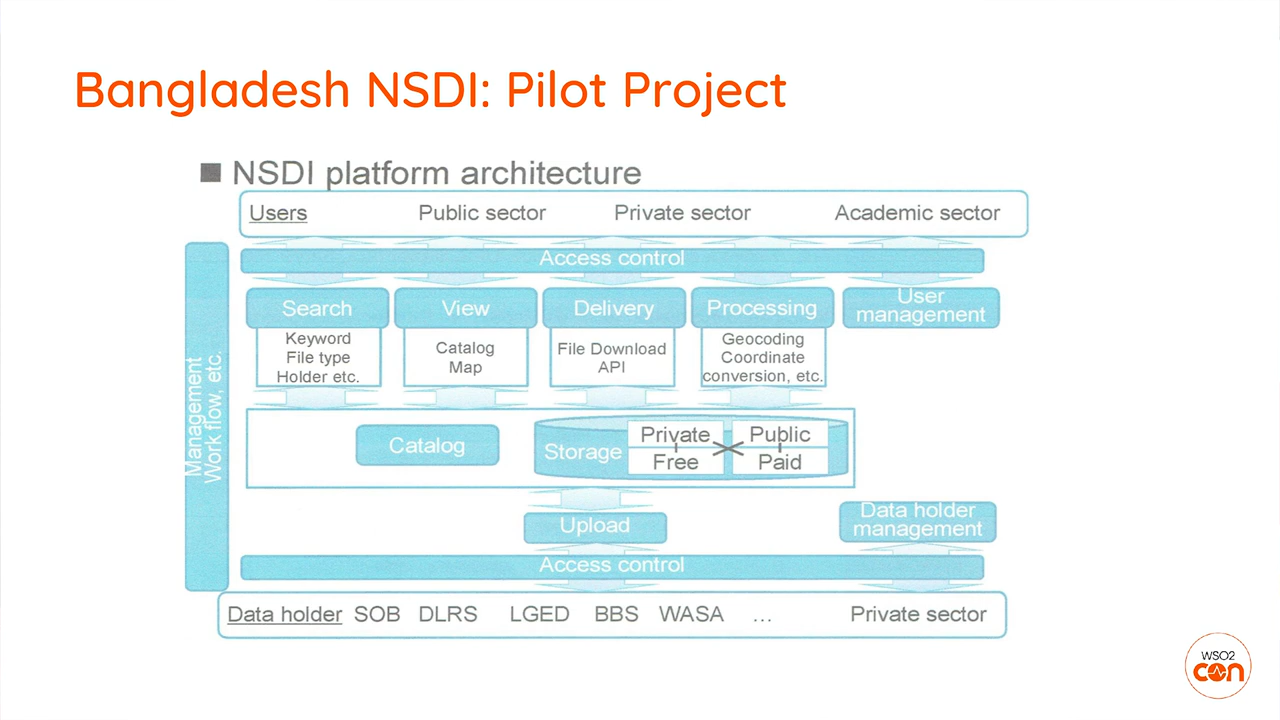 Bangladesh NSDI: Pilot Project
■ NSDI platform architecture
Users Public sector Private sector Academic sector
Access control
Search View Delivery Processing User management
Keyword
File type
Holder etc.
Catalog
Map
File Download
API
Geocoding
Coordinate
conversion, etc.
Management
Work flow, etc.
Catalog
Storage
Private Public
Free Paid
Upload
Data holder
management
Access control
Data holder SOB DLRS LGED BBS WASA … Private sector
WSO2
con